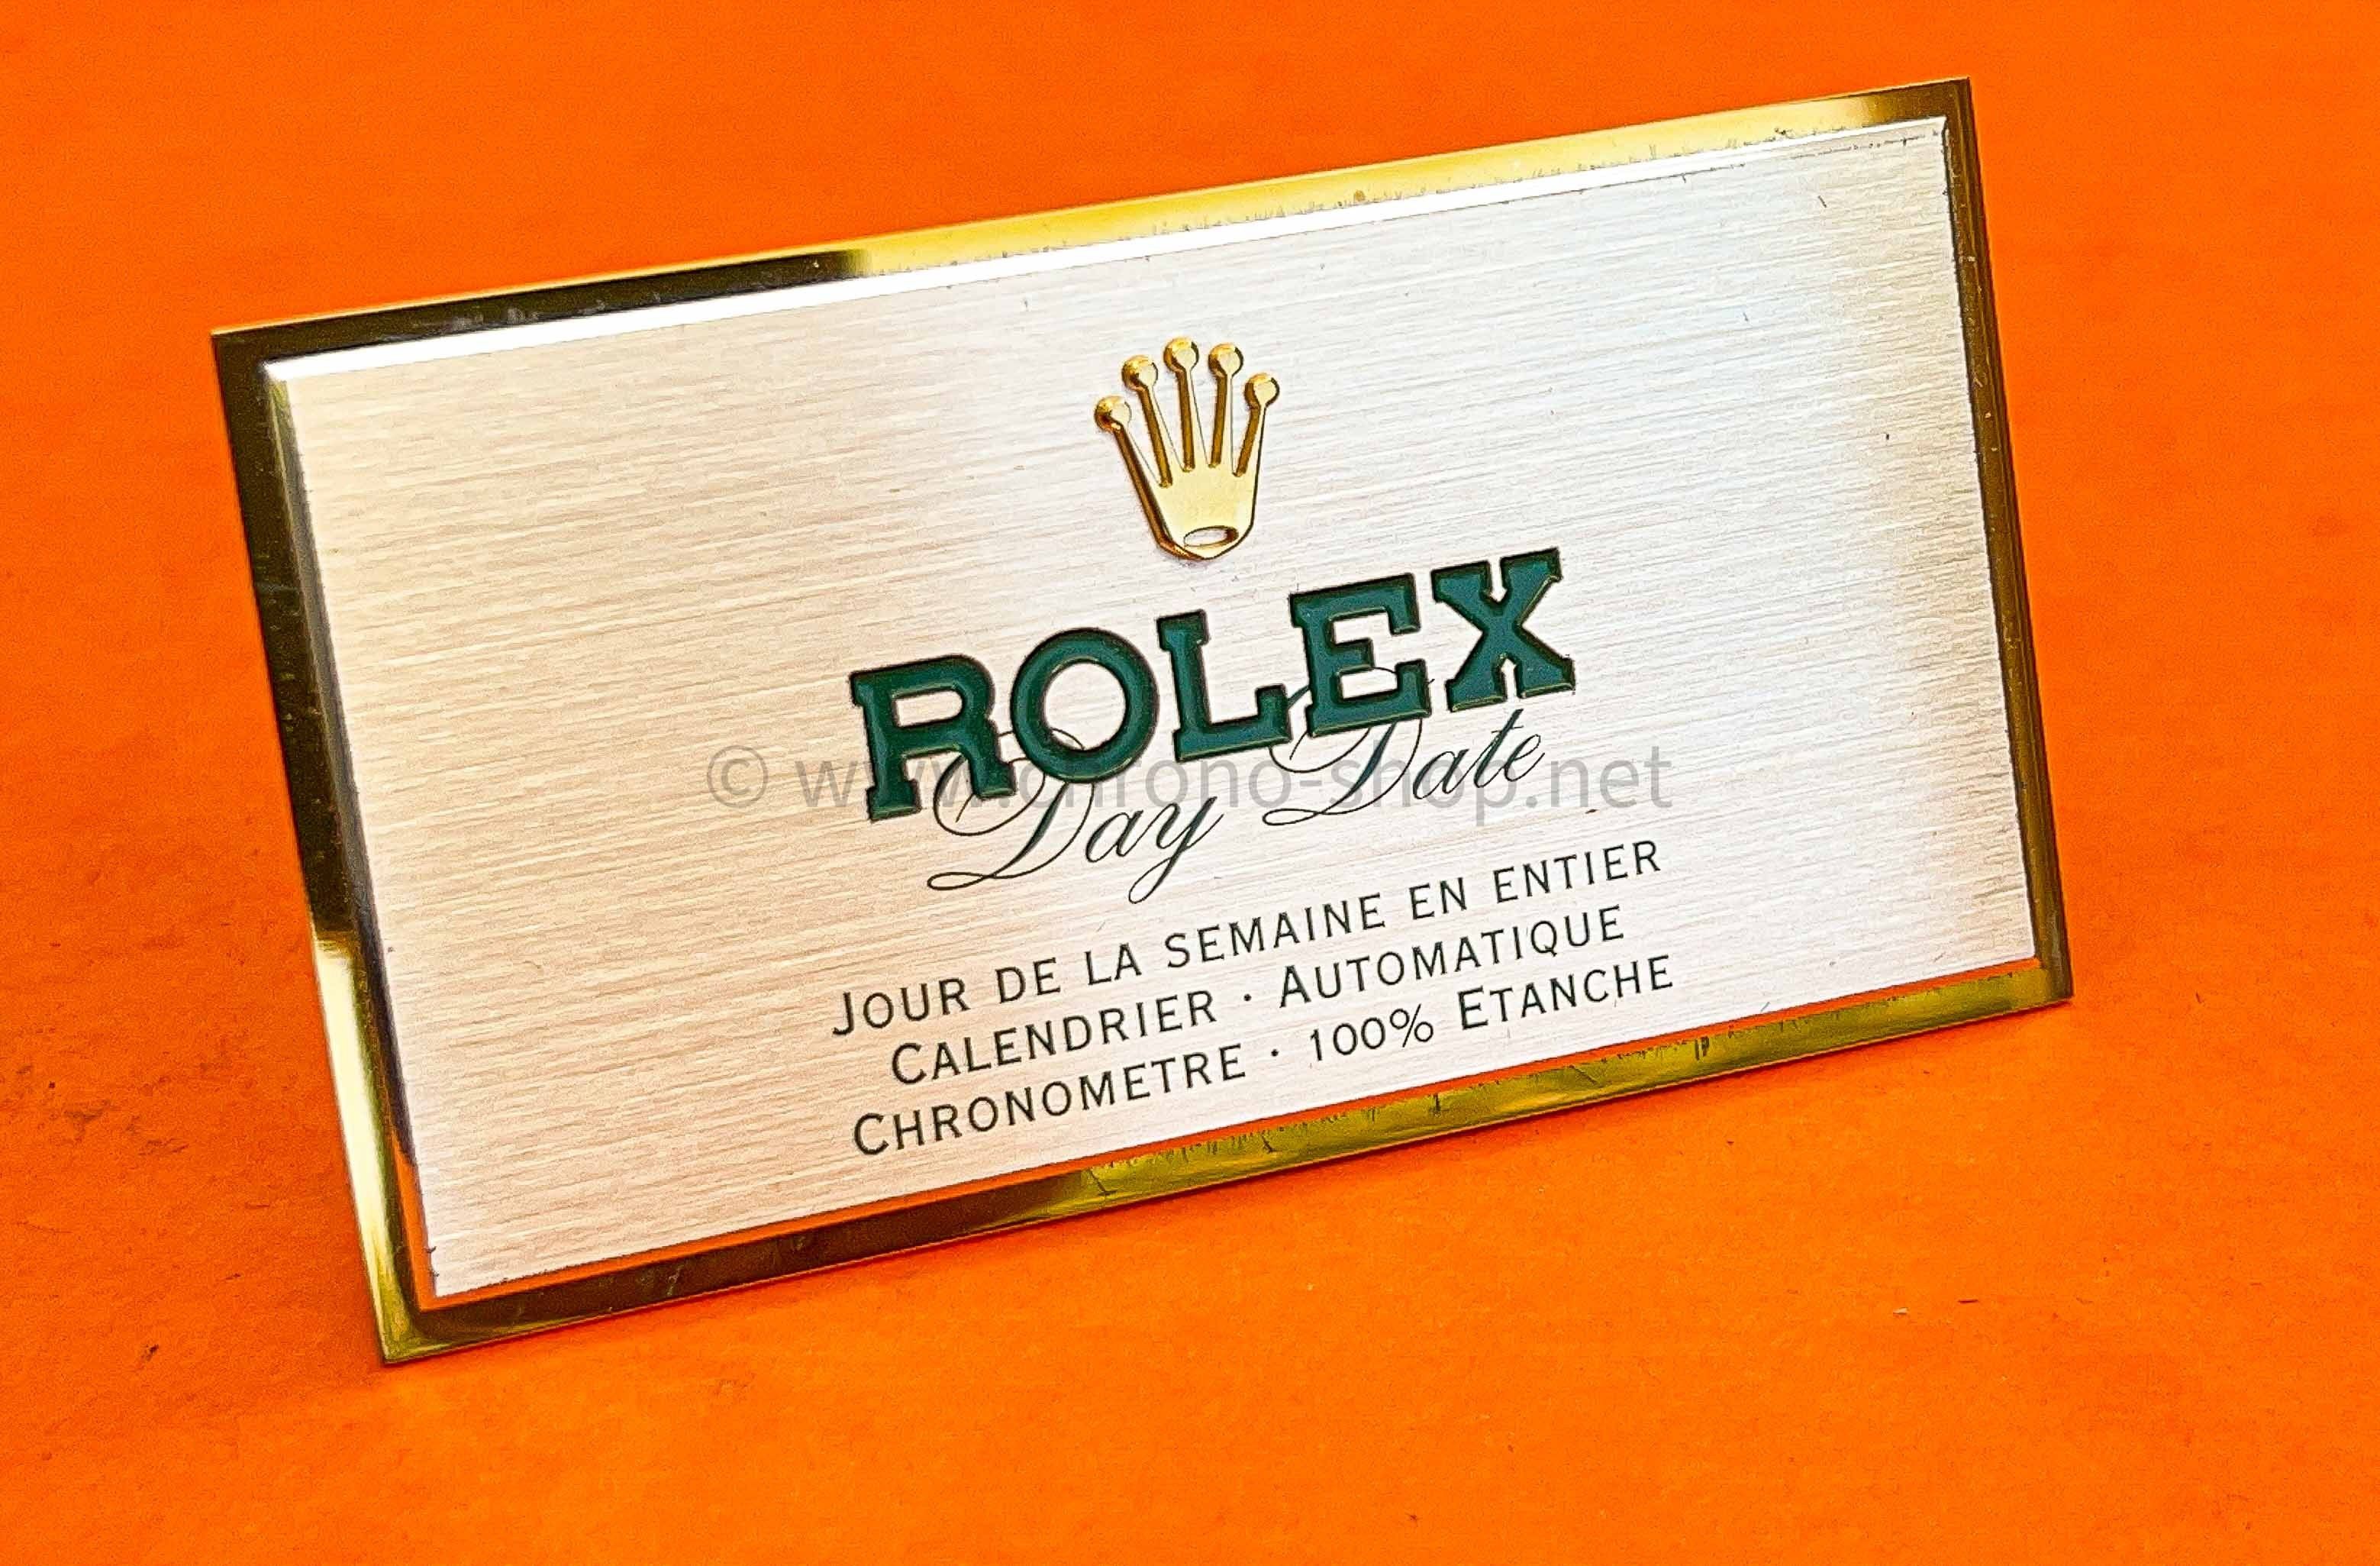 ROLEX
Day Date
© www.chrono-shop.net
JOUR DE LA SEMAINE EN ENTIER
CALENDRIER · AUTOMATIQUE
CHRONOMETRE · 100% ETANCHE